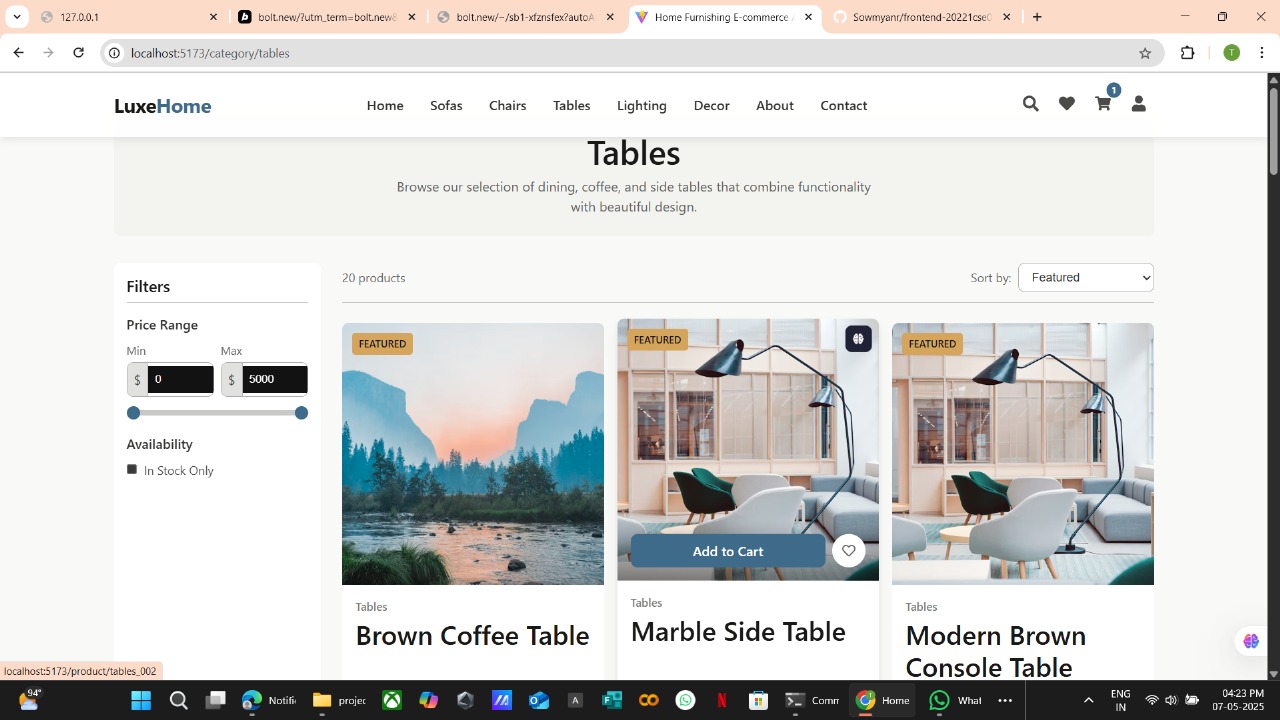 127.0.0.1
bolt.new/?utm_term=boltnew8
bolt.new/~/sb1-xfznsfex?autoA
Home Furnishing E-commerce
Sowmyanr/frontend-20221cse0
localhost:5173/category/tables
T
LuxeHome
Home
Sofas
Chairs
Tables
Lighting
Decor
About
Contact
1
Tables
Browse our selection of dining, coffee, and side tables that combine functionality
with beautiful design.
Filters
Price Range
Min
Max
$ 0
$ 5000
Availability
In Stock Only
20 products
Sort by: Featured
FEATURED
FEATURED
FEATURED
Add to Cart
Tables
Brown Coffee Table
Tables
Marble Side Table
Tables
Modern Brown
Console Table
localhost:5173/product/tables_002
94°
Notifi
projec
Comm
Home
What
ENG
IN
04:23 PM
07-05-2025